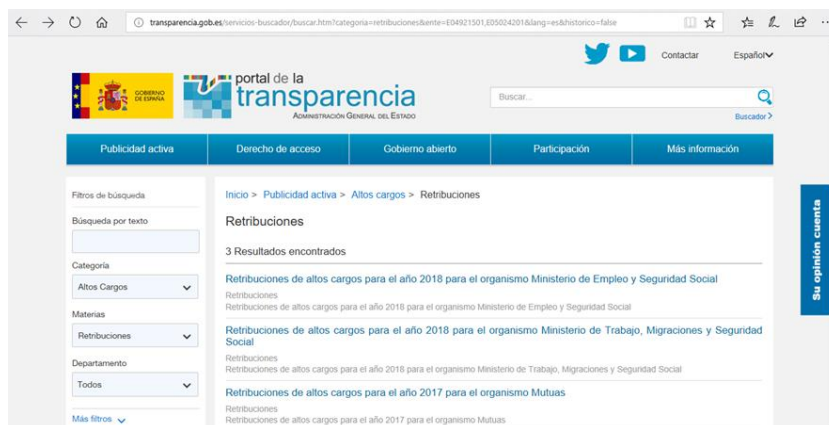 transparencia.gob.es/servicios-buscador/buscar.htm?categoria=retribuciones&ente=E04921501,E05024201&lang=es&historico=false
Contactar Español
GOBIERNO
DE ESPAÑA
portal de la
transparencia
ADMINISTRACIÓN GENERAL DEL ESTADO
Buscar...
Buscador >
Publicidad activa Derecho de acceso Gobierno abierto Participación Más información
Filtros de búsqueda
Búsqueda por texto
Categoría
Altos Cargos
Materias
Retribuciones
Departamento
Todos
Más filtros
Inicio > Publicidad activa > Altos cargos > Retribuciones
Retribuciones
3 Resultados encontrados
Retribuciones de altos cargos para el año 2018 para el organismo Ministerio de Empleo y Seguridad Social
Retribuciones
Retribuciones de altos cargos para el año 2018 para el organismo Ministerio de Empleo y Seguridad Social
Retribuciones de altos cargos para el año 2018 para el organismo Ministerio de Trabajo, Migraciones y Seguridad
Social
Retribuciones
Retribuciones de altos cargos para el año 2018 para el organismo Ministerio de Trabajo, Migraciones y Seguridad Social
Retribuciones de altos cargos para el año 2017 para el organismo Mutuas
Retribuciones
Retribuciones de altos cargos para el año 2017 para el organismo Mutuas
Su opinión cuenta